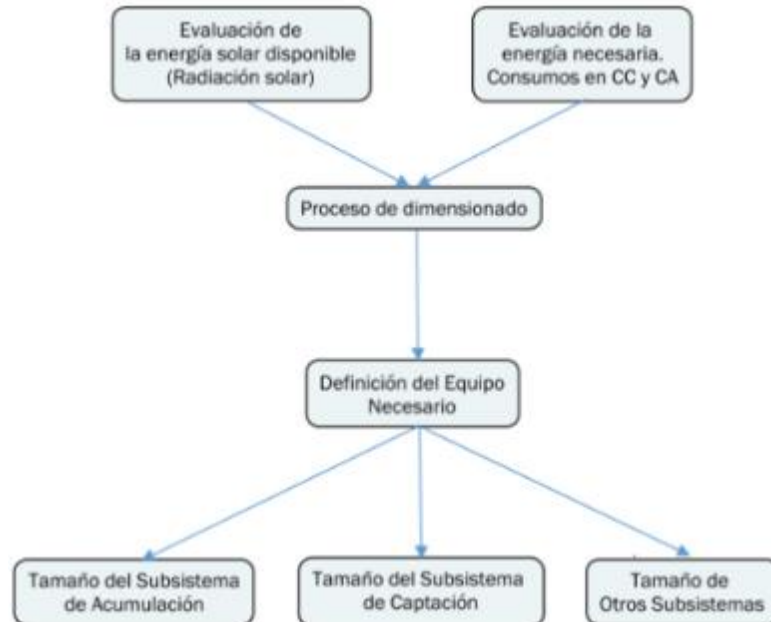 Evaluación de
la energía solar disponible
(Radiación solar)
Evaluación de la
energía necesaria.
Consumos en CC y CA
Proceso de dimensionado
Definición del Equipo
Necesario
Tamaño del Subsistema
de Acumulación
Tamaño del Subsistema
de Captación
Tamaño de
Otros Subsistemas